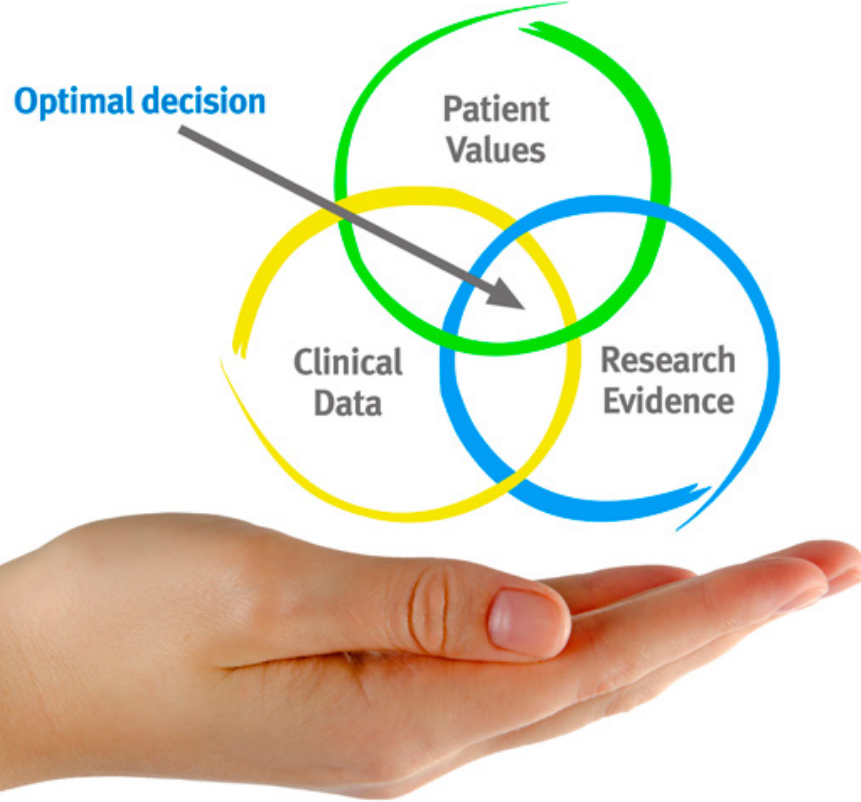 Optimal decision
Patient
Values
Clinical
Data
Research
Evidence